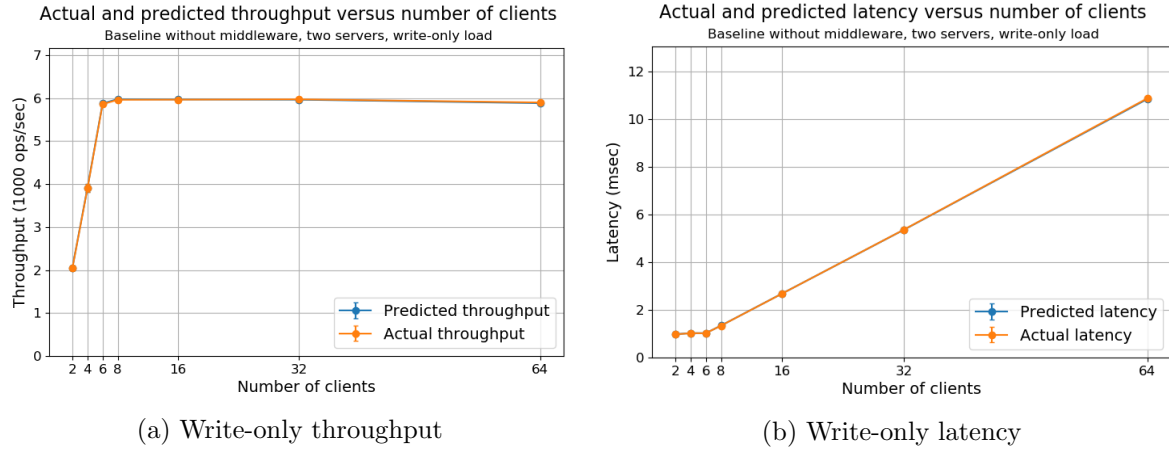 Actual and predicted throughput versus number of clients
Baseline without middleware, two servers, write-only load
Throughput (1000 ops/sec)
7
6
5
4
3
2
1
0
Predicted throughput
Actual throughput
2 4 6 8 16 32 64
Number of clients
(a) Write-only throughput
Actual and predicted latency versus number of clients
Baseline without middleware, two servers, write-only load
Latency (msec)
12
10
8
6
4
2
0
Predicted latency
Actual latency
2 4 6 8 16 32 64
Number of clients
(b) Write-only latency